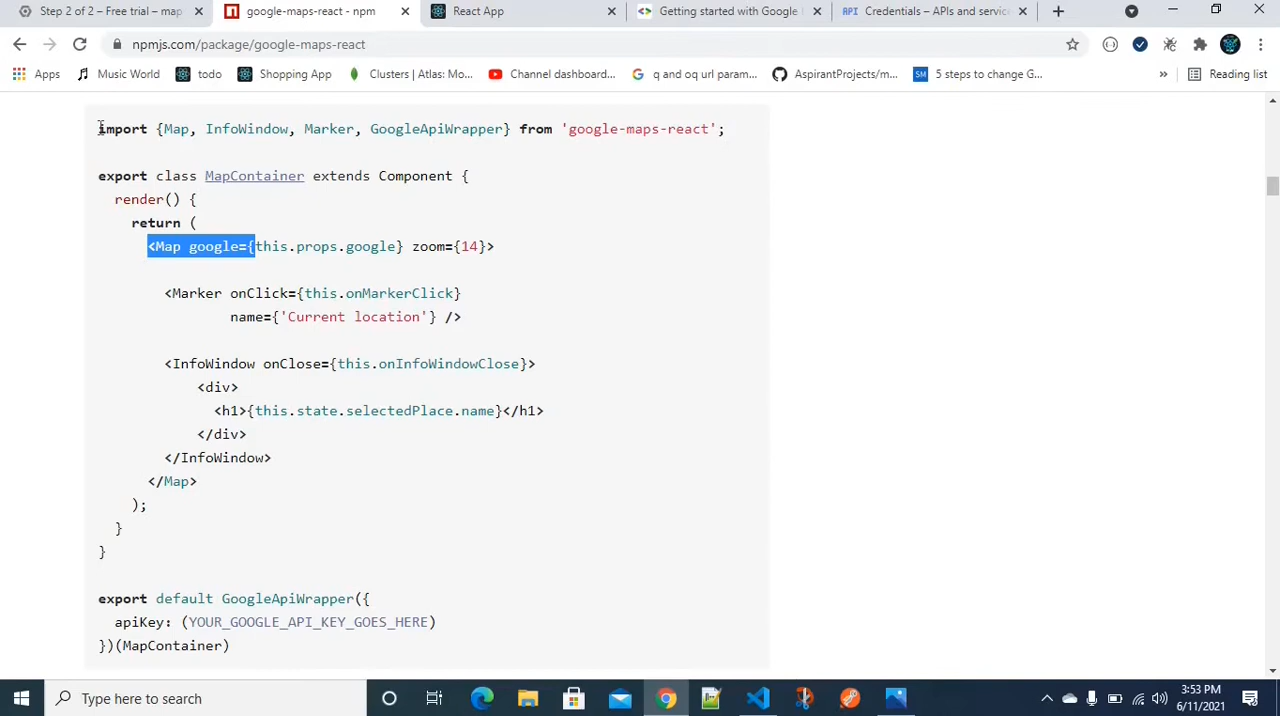 Step 2 of 2 – Free trial – map
google-maps-react - npm
React App
Getting started with Google
API Credentials – APIs and service
npmjs.com/package/google-maps-react
Apps
Music World
todo
Shopping App
Clusters | Atlas: Mo...
Channel dashboard...
q and oq url param...
AspirantProjects/m...
SM 5 steps to change G...
»
Reading list
import {Map, InfoWindow, Marker, GoogleApiWrapper} from 'google-maps-react';
export class MapContainer extends Component {
render() {
return (
<Map google={this.props.google} zoom={14}>
<Marker onClick={this.onMarkerClick}
name={'Current location'} />
<InfoWindow onClose={this.onInfoWindowClose}>
<div>
<h1>{this.state.selectedPlace.name}</h1>
</div>
</InfoWindow>
</Map>
);
}
}
export default GoogleApiWrapper({
apiKey: (YOUR_GOOGLE_API_KEY_GOES_HERE)
})(MapContainer)
Type here to search
3:53 PM
6/11/2021